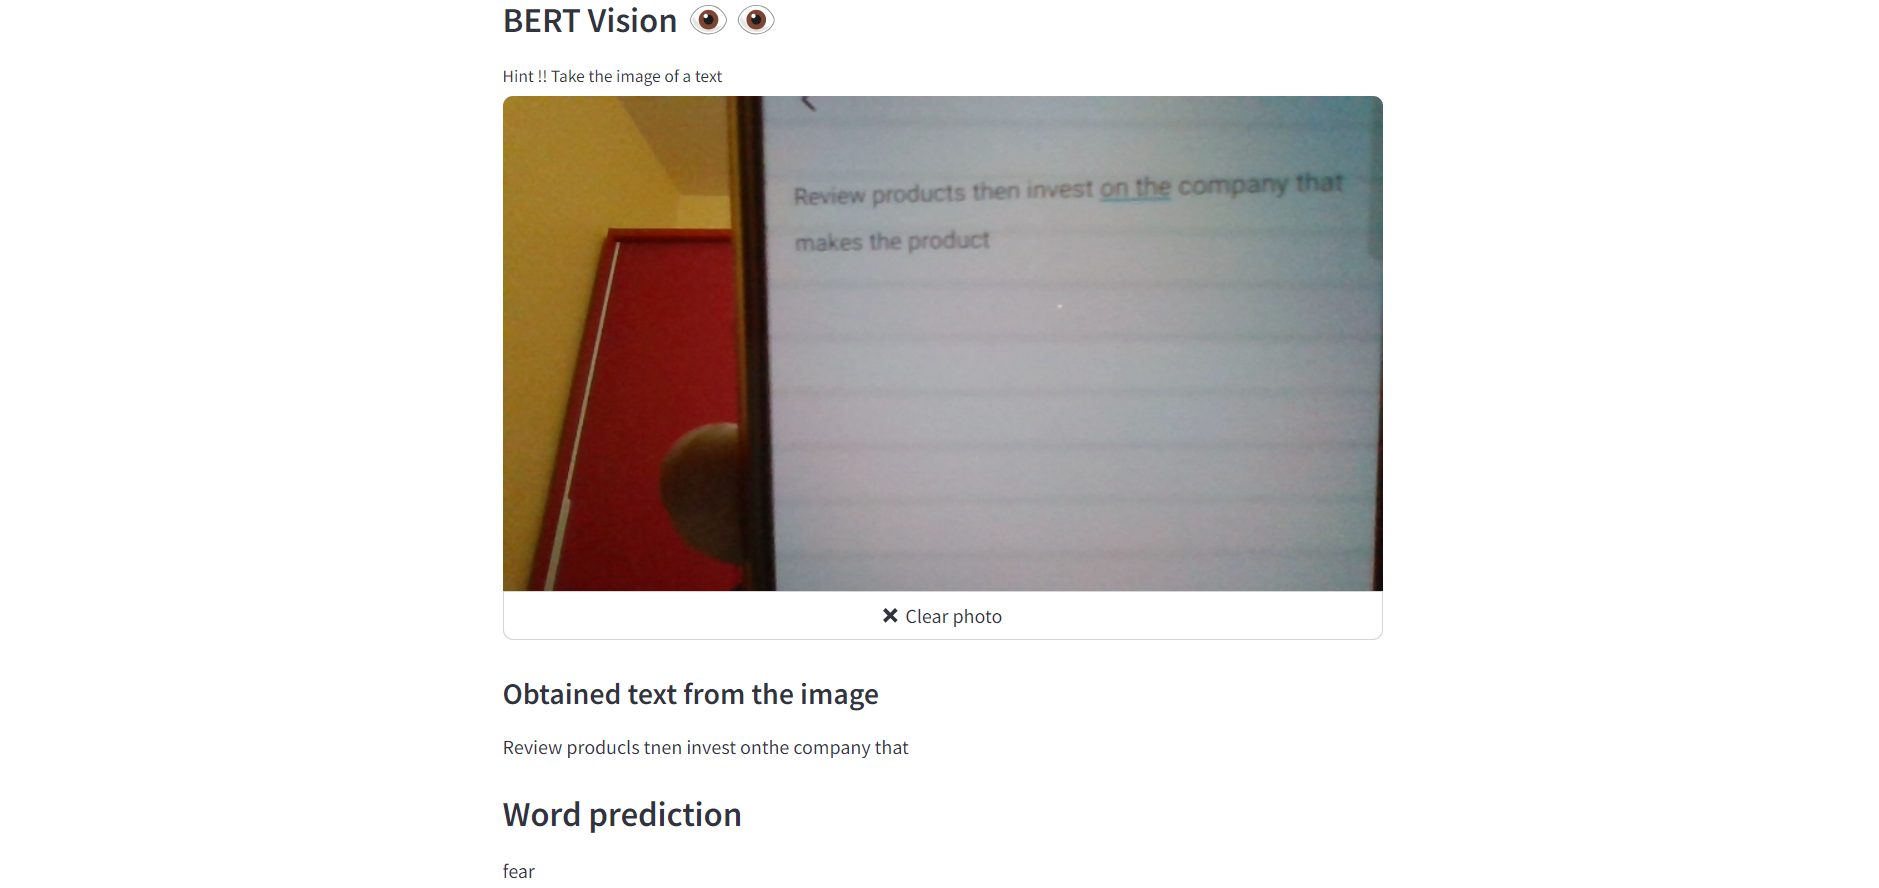 BERT Vision
Hint !! Take the image of a text
Review products then invest on the company that
makes the product
Clear photo
Obtained text from the image
Review producls tnen invest onthe company that
Word prediction
fear